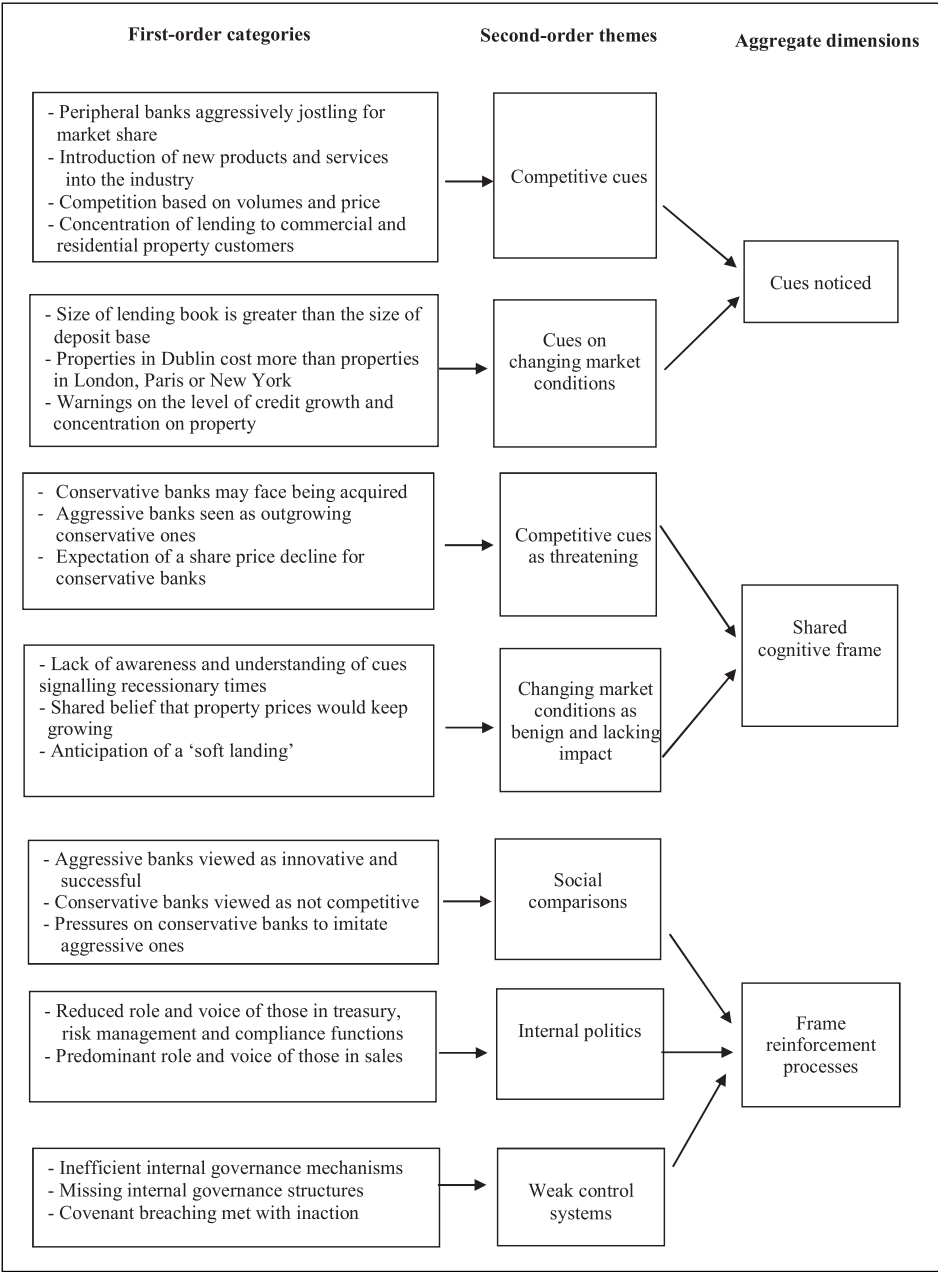 First-order categories
Second-order themes
Aggregate dimensions
- Peripheral banks aggressively jostling for
market share
- Introduction of new products and services
into the industry
- Competition based on volumes and price
- Concentration of lending to commercial and
residential property customers
Competitive cues
Cues noticed
- Size of lending book is greater than the size of
deposit base
- Properties in Dublin cost more than properties
in London, Paris or New York
- Warnings on the level of credit growth and
concentration on property
Cues on
changing market
conditions
- Conservative banks may face being acquired
- Aggressive banks seen as outgrowing
conservative ones
- Expectation of a share price decline for
conservative banks
Competitive cues
as threatening
Shared
cognitive frame
- Lack of awareness and understanding of cues
signalling recessionary times
- Shared belief that property prices would keep
growing
- Anticipation of a ‘soft landing’
Changing market
conditions as
benign and lacking
impact
- Aggressive banks viewed as innovative and
successful
- Conservative banks viewed as not competitive
- Pressures on conservative banks to imitate
aggressive ones
Social
comparisons
- Reduced role and voice of those in treasury,
risk management and compliance functions
- Predominant role and voice of those in sales
Internal politics
Frame
reinforcement
processes
- Inefficient internal governance mechanisms
- Missing internal governance structures
- Covenant breaching met with inaction
Weak control
systems